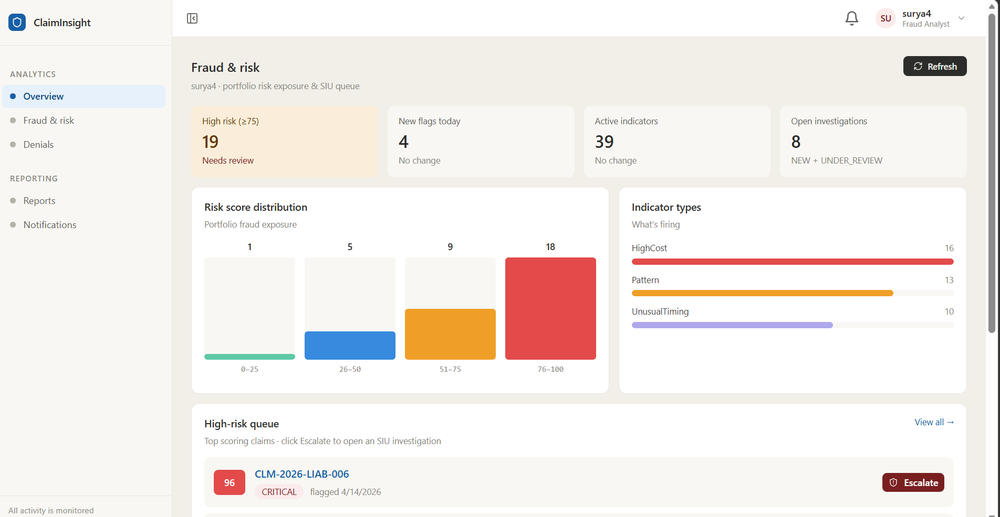 ClaimInsight
SU
surya4
Fraud Analyst
ANALYTICS
Overview
Fraud & risk
Denials
REPORTING
Reports
Notifications
All activity is monitored
Fraud & risk
surya4 · portfolio risk exposure & SIU queue
Refresh
High risk (≥75)
19
Needs review
New flags today
4
No change
Active indicators
39
No change
Open investigations
8
NEW + UNDER_REVIEW
Risk score distribution
Portfolio fraud exposure
1 5 9 18
0–25 26–50 51–75 76–100
Indicator types
What's firing
HighCost 16
Pattern 13
UnusualTiming 10
High-risk queue
View all →
Top scoring claims · click Escalate to open an SIU investigation
96
CLM-2026-LIAB-006
CRITICAL flagged 4/14/2026
Escalate